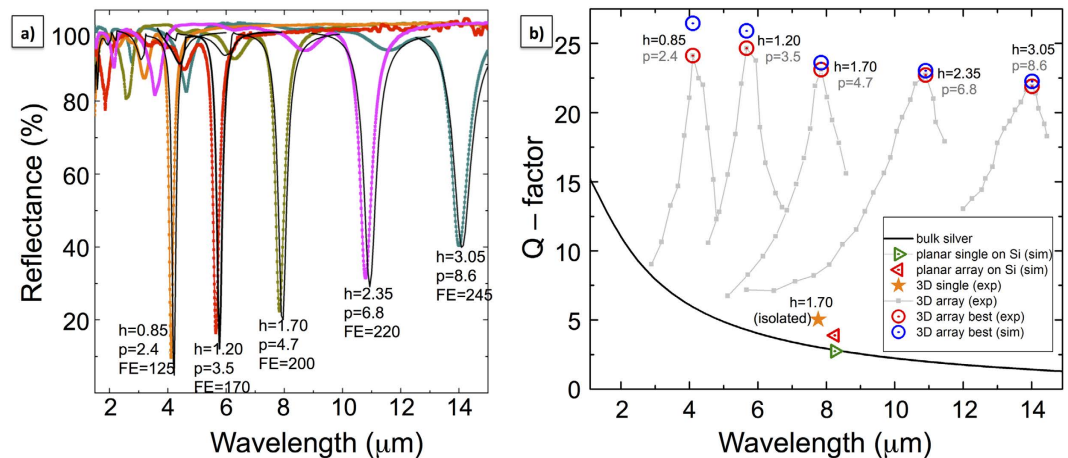 a)
Reflectance (%)
100
80
60
40
20
h=0.85
p=2.4
FE=125
h=1.20
p=3.5
FE=170
h=1.70
p=4.7
FE=200
h=2.35
p=6.8
FE=220
h=3.05
p=8.6
FE=245
2 4 6 8 10 12 14
Wavelength (μm)
b)
Q – factor
25
20
15
10
5
0
h=0.85
p=2.4
h=1.20
p=3.5
h=1.70
p=4.7
h=2.35
p=6.8
h=3.05
p=8.6
h=1.70
(isolated)
bulk silver
planar single on Si (sim)
planar array on Si (sim)
3D single (exp)
3D array (exp)
3D array best (exp)
3D array best (sim)
2 4 6 8 10 12 14
Wavelength (μm)